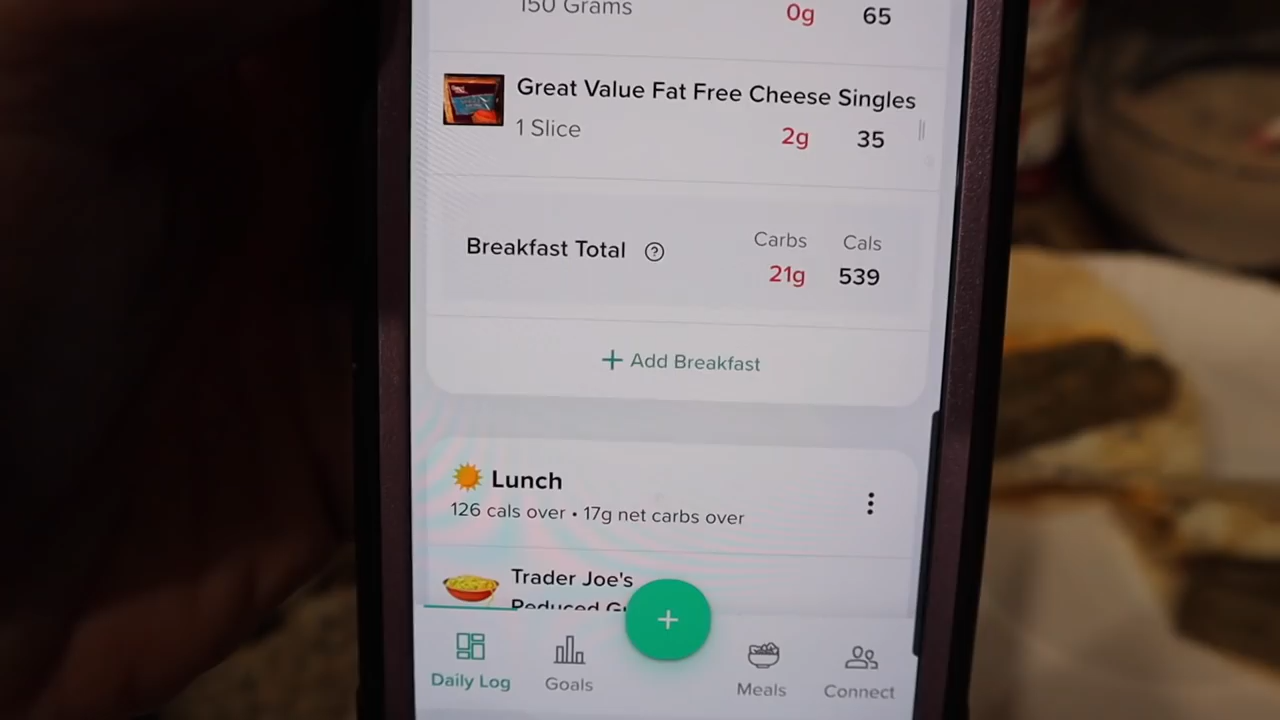 150 Grams 0g 65
Great Value Fat Free Cheese Singles
1 Slice 2g 35
Carbs Cals
Breakfast Total ? 21g 539
+ Add Breakfast
Lunch
126 cals over • 17g net carbs over
Trader Joe's
Reduced
+
Daily Log Goals Meals Connect